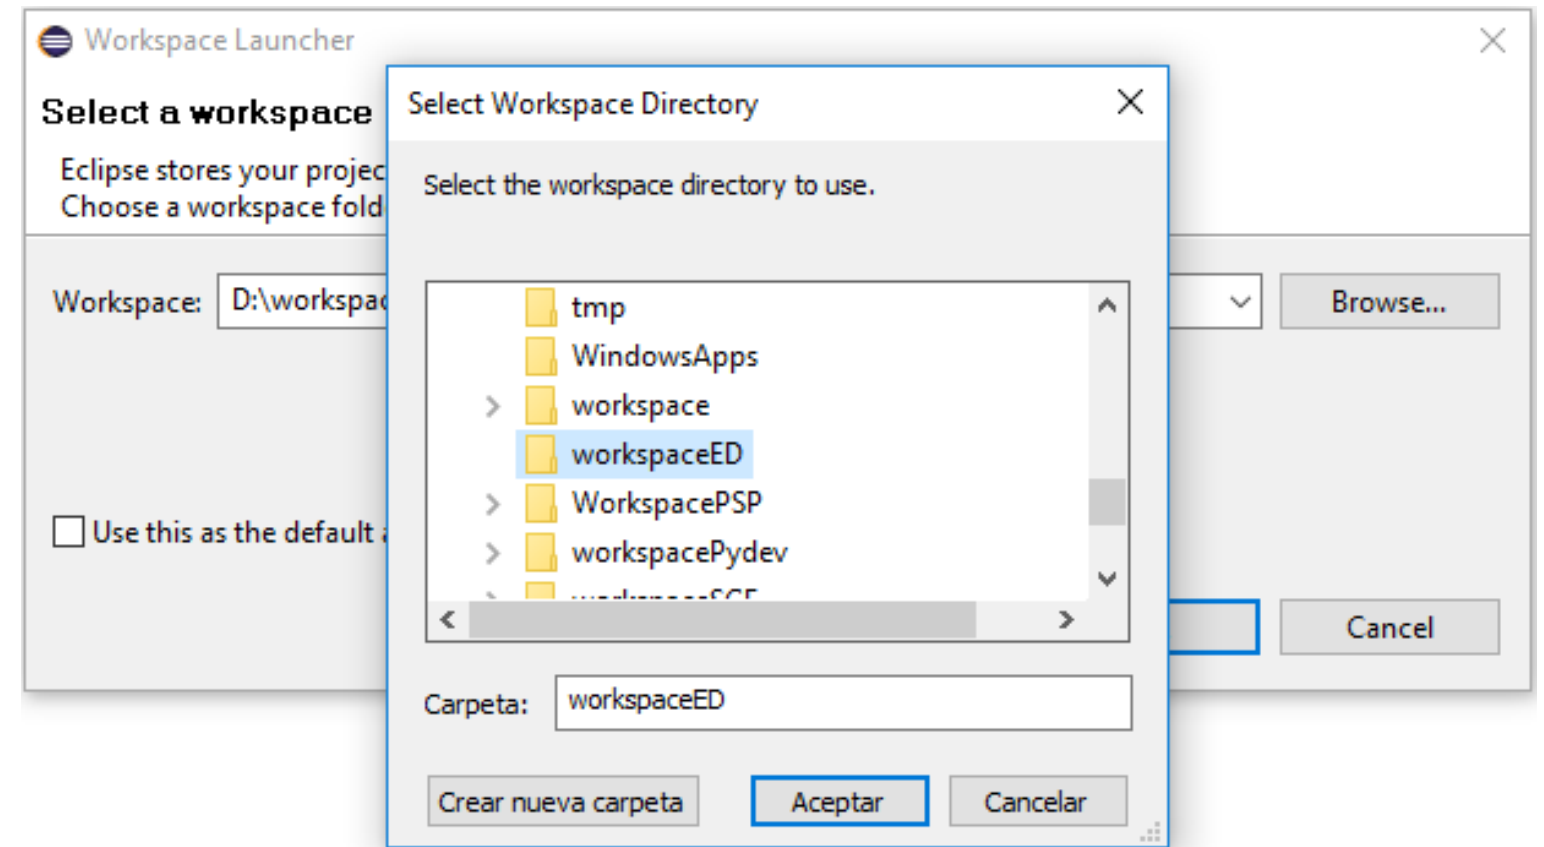 Workspace Launcher
Select a workspace
Eclipse stores your projec
Choose a workspace fold
Workspace: D:\workspac
Browse...
Use this as the default a
Cancel
Select Workspace Directory
Select the workspace directory to use.
tmp
WindowsApps
workspace
workspaceED
WorkspacePSP
workspacePydev
Carpeta: workspaceED
Crear nueva carpeta Aceptar Cancelar